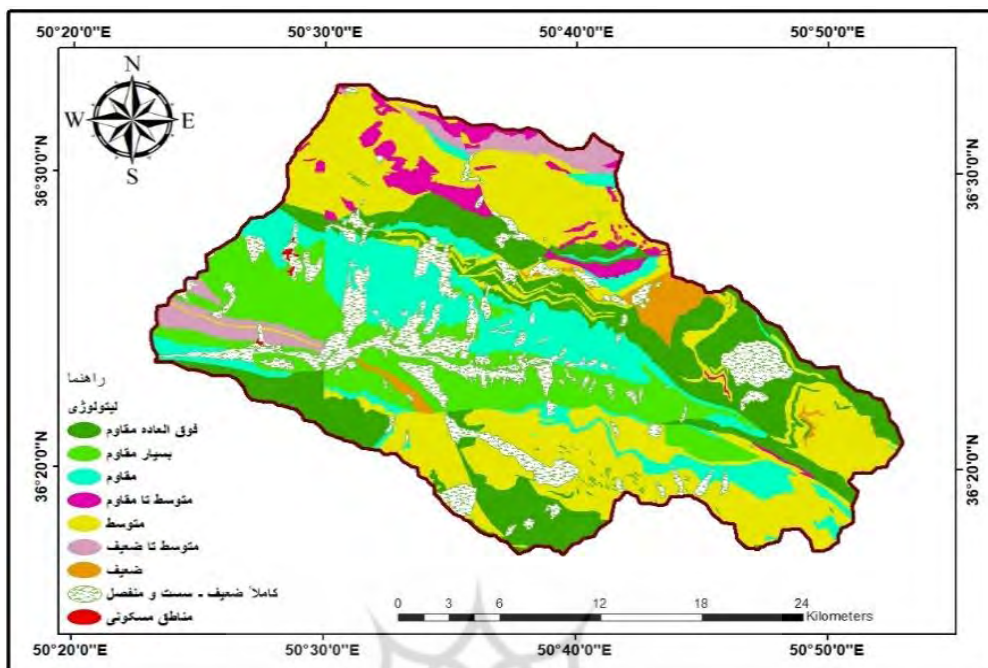 50°20'0"E 50°30'0"E 50°40'0"E 50°50'0"E
N
W E
S
36°30'0"N 36°30'0"N
36°20'0"N 36°20'0"N
راهنما
لیتولوژی
فوق العاده مقاوم
بسیار مقاوم
مقاوم
متوسط تا مقاوم
متوسط
متوسط تا ضعیف
ضعیف
کاملاً ضعیف - سست و منفصل
مناطق مسکونی
0 3 6 12 18 24
Kilometers
50°20'0"E 50°30'0"E 50°40'0"E 50°50'0"E